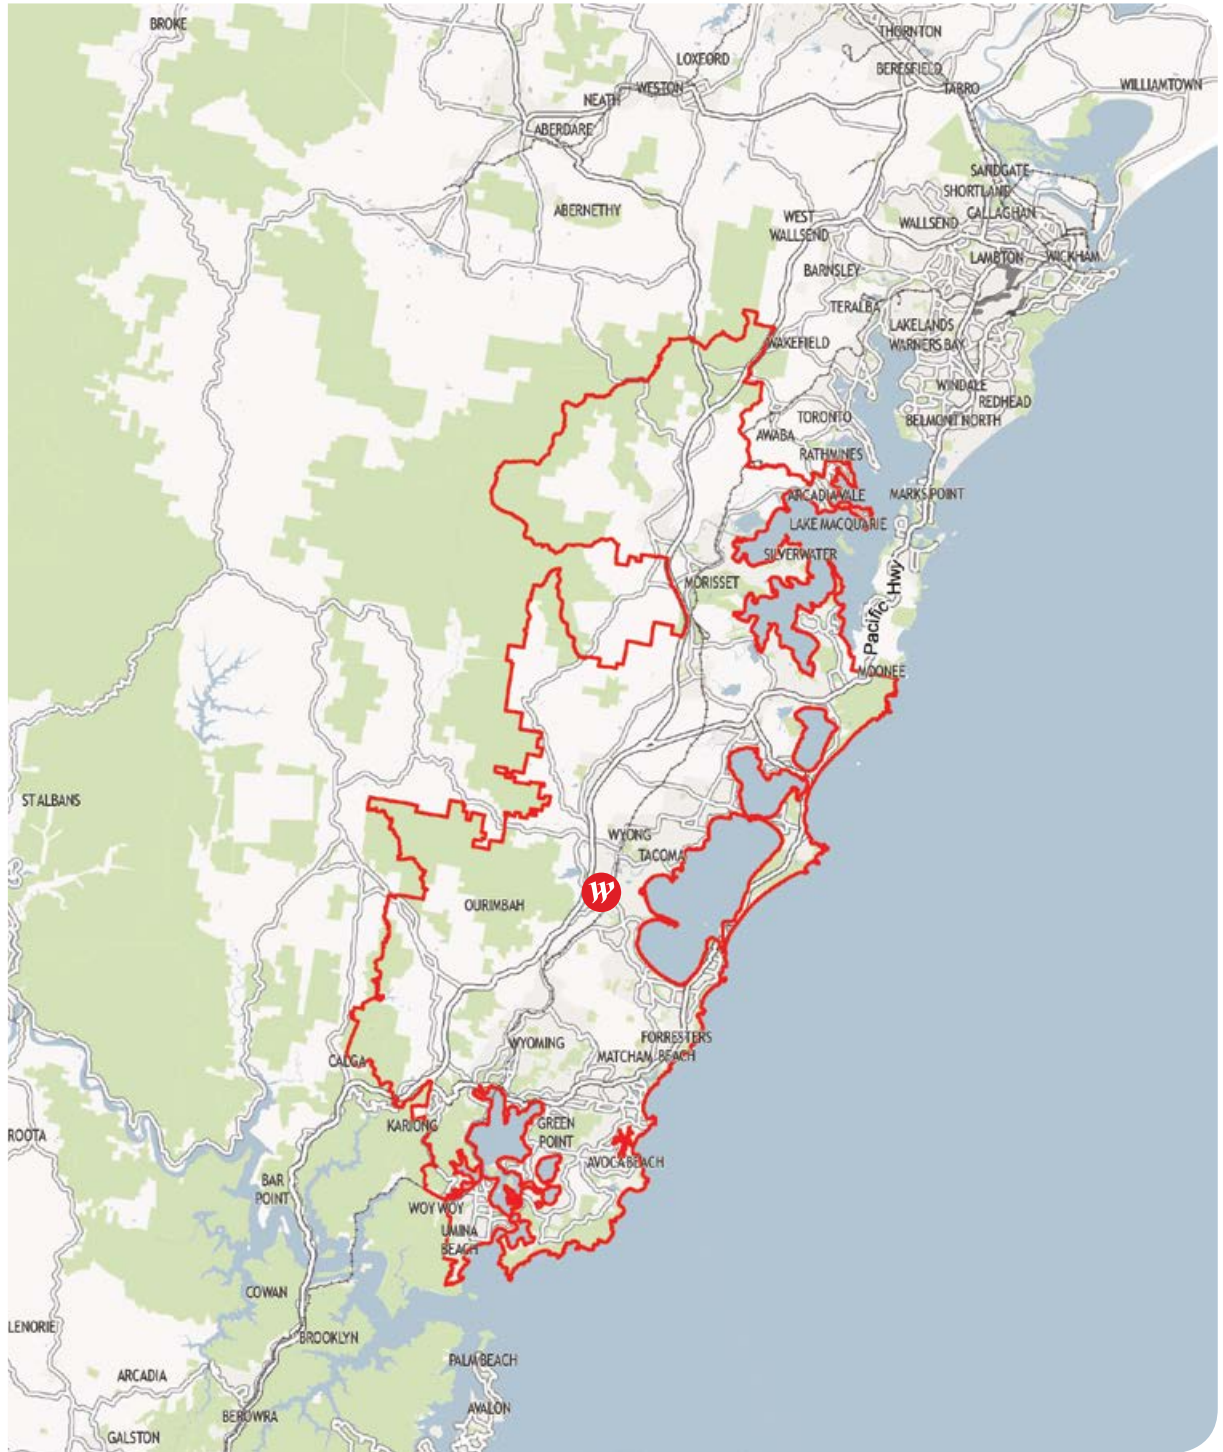 BROKE
THORNTON
LOXFORD
BERESFIELD
WESTON
TARRO
WILLIAMTOWN
NEATH
ABERDARE
SANDGATE
SHORTLAND
ABERNETHY
CALLAGHAN
WEST
WALLSEND
WALLSEND
LAMBTON
WICKHAM
BARNSLEY
TERALBA
LAKELANDS
WAKEFIELD
WARNERS BAY
WINDALE
REDHEAD
TORONTO
BELMONT NORTH
AWABA
RATHMINES
ARCADIA VALE
MARKS POINT
LAKE MACQUARIE
SILVERWATER
MORISSET
Pacific Hwy
MOONEE
ST ALBANS
WYONG
TACOMA
W
OURIMBAH
FORRESTERS
BEACH
WYOMING
MATCHAM
CALGA
KARIONG
GREEN
POINT
ROOTA
AVOCA BEACH
BAR
POINT
WOY WOY
UMINA
BEACH
COWAN
LENORIE
BROOKLYN
PALM BEACH
ARCADIA
AVALON
BEROWRA
GALSTON